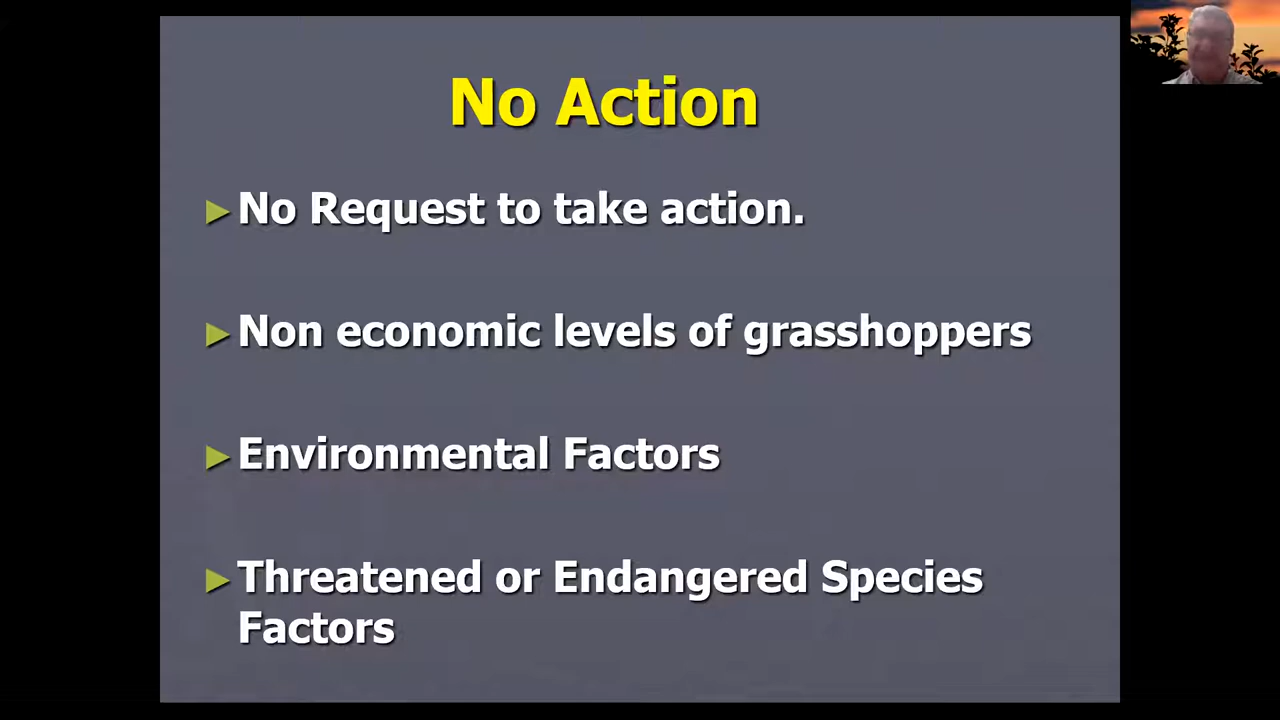 No Action
No Request to take action.
Non economic levels of grasshoppers
Environmental Factors
Threatened or Endangered Species
Factors